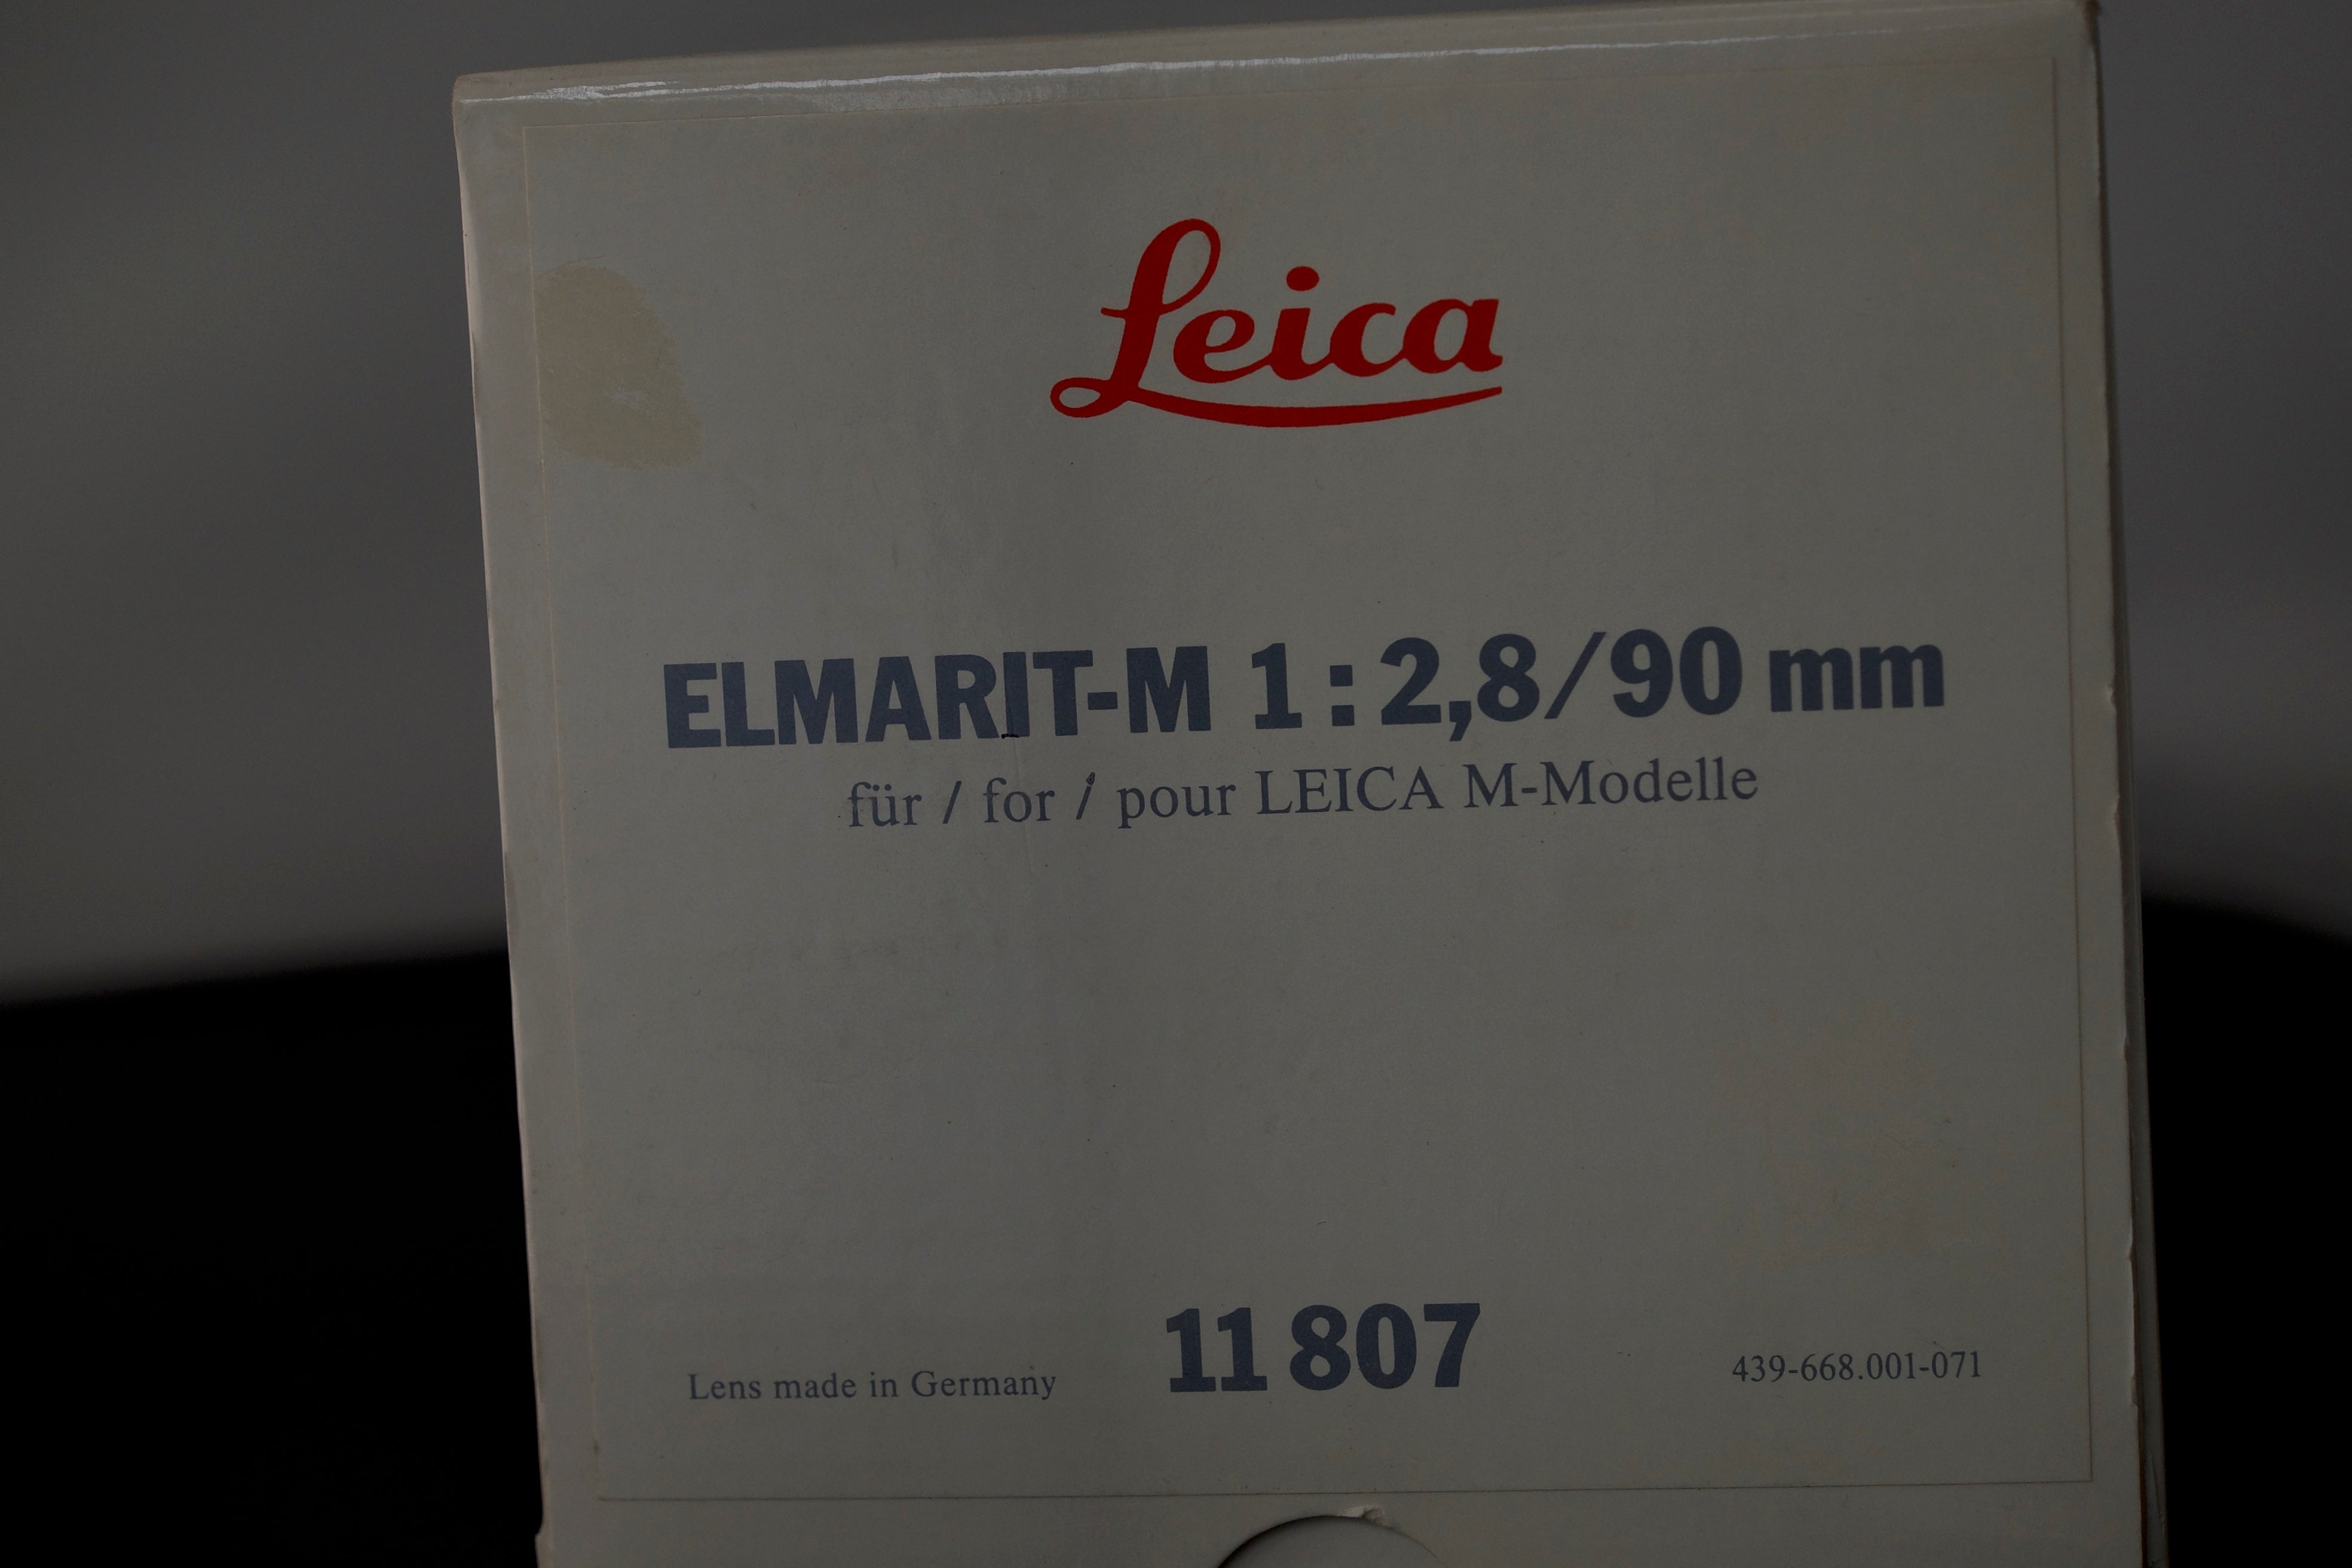 Leica
ELMARIT-M 1:2,8/90 mm
für / for / pour LEICA M-Modelle
Lens made in Germany
11 807
439-668.001-071